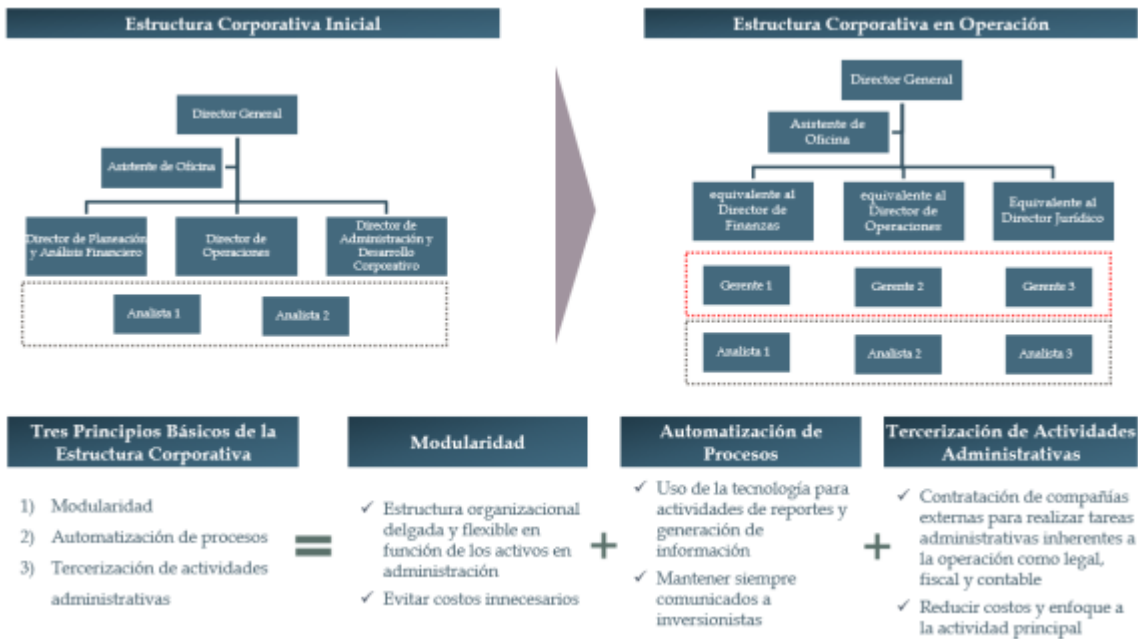 Estructura Corporativa Inicial
Director General
Asistente de Oficina
Director de Planeación
y Análisis Financiero
Director de
Operaciones
Director de
Administración y
Desarrollo
Corporativo
Analista 1
Analista 2
Estructura Corporativa en Operación
Director General
Asistente de
Oficina
equivalente al
Director de
Finanzas
equivalente al
Director de
Operaciones
Equivalente al
Director Jurídico
Gerente 1
Gerente 2
Gerente 3
Analista 1
Analista 2
Analista 3
Tres Principios Básicos de la
Estructura Corporativa
1) Modularidad
2) Automatización de procesos
3) Tercerización de actividades
administrativas
=
Modularidad
✓ Estructura organizacional
delgada y flexible en
función de los activos en
administración
✓ Evitar costos innecesarios
+
Automatización de
Procesos
✓ Uso de la tecnología para
actividades de reportes y
generación de
información
✓ Mantener siempre
comunicados a
inversionistas
+
Tercerización de Actividades
Administrativas
✓ Contratación de compañías
externas para realizar tareas
administrativas inherentes a
la operación como legal,
fiscal y contable
✓ Reducir costos y enfoque a
la actividad principal